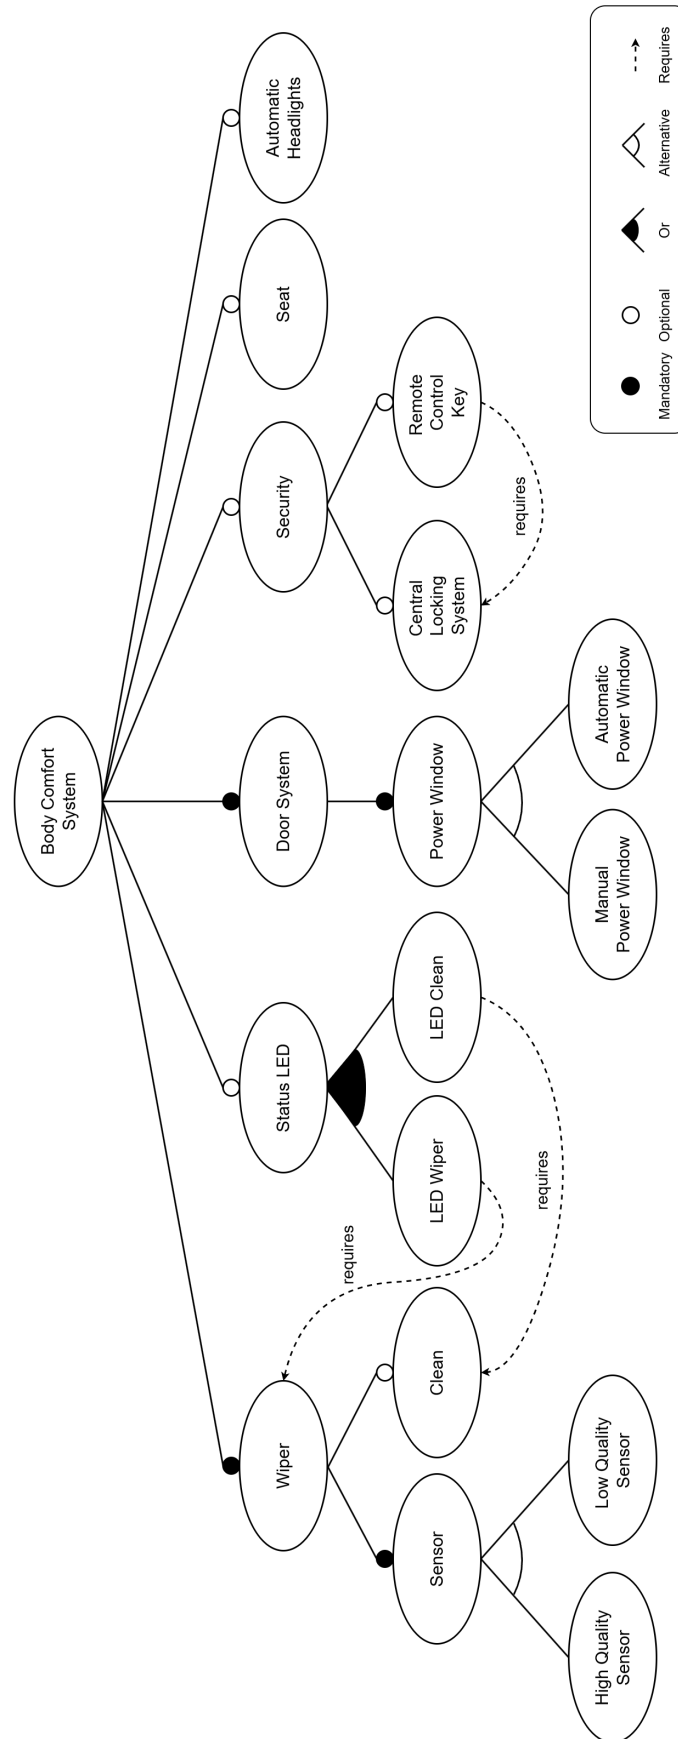 Body Comfort
System
Wiper
Status LED
Door System
Security
Seat
Automatic
Headlights
Sensor
Clean
LED Wiper
LED Clean
Power Window
Central
Locking
System
Remote
Control
Key
High Quality
Sensor
Low Quality
Sensor
Manual
Power Window
Automatic
Power Window
requires
requires
requires
Mandatory
Optional
Or
Alternative
Requires